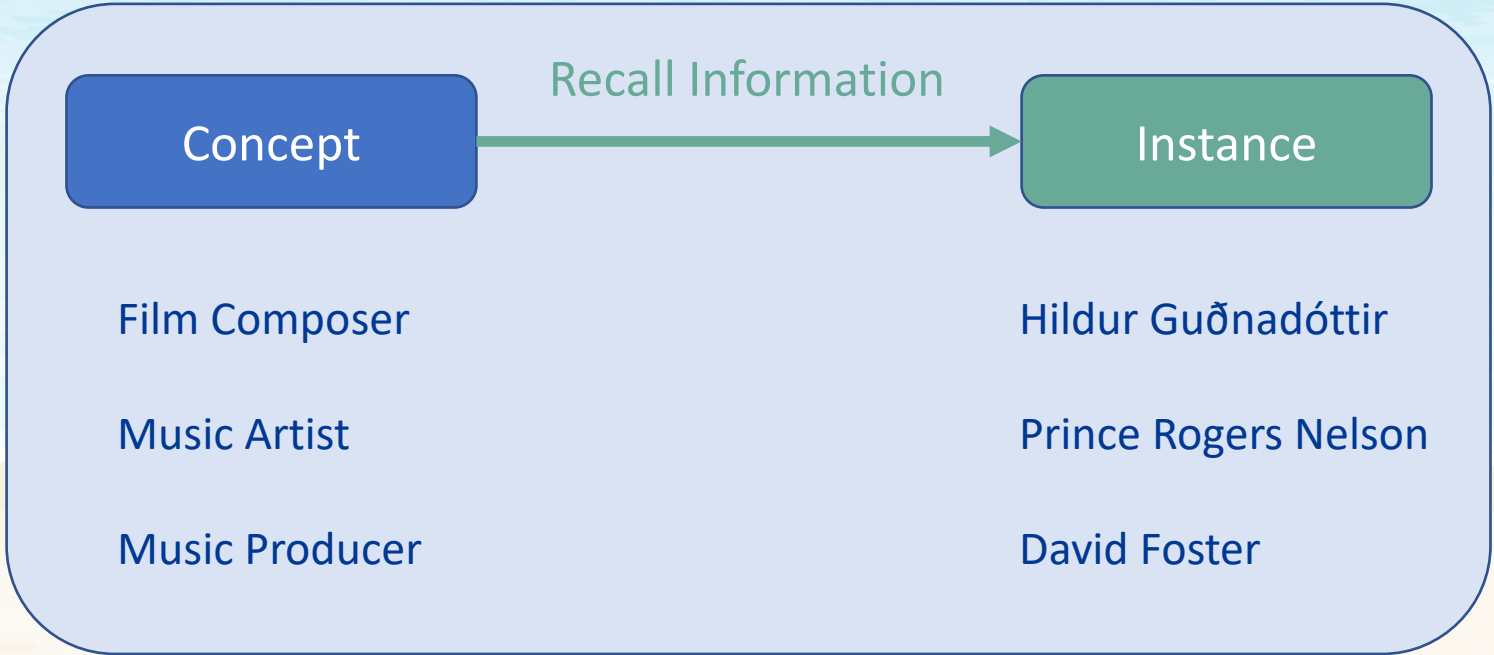 Recall Information
Concept
Instance
Film Composer
Hildur Guðnadóttir
Music Artist
Prince Rogers Nelson
Music Producer
David Foster